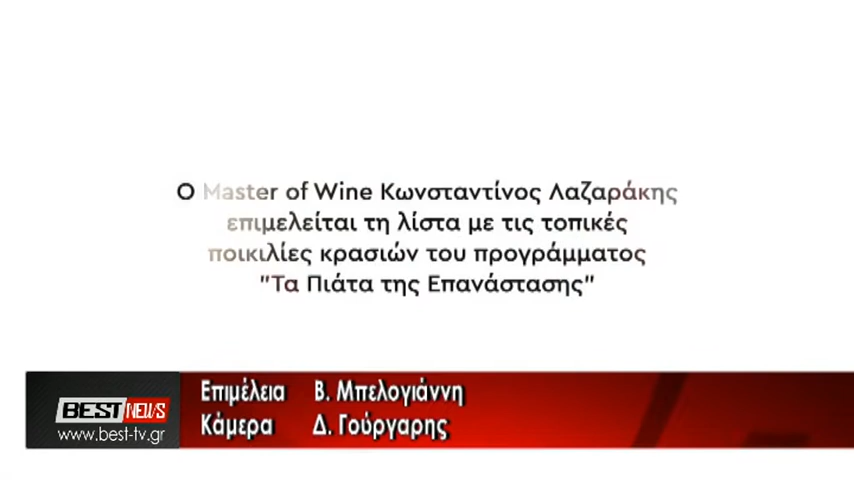 Ο Master of Wine Κωνσταντίνος Λαζαράκης
επιμελείται τη λίστα με τις τοπικές
ποικιλίες κρασιών του προγράμματος
"Τα Πιάτα της Επανάστασης"
Επιμέλεια Β. Μπελογιάννη
Κάμερα Δ. Γούργαρης
BEST NEWS
www.best-tv.gr